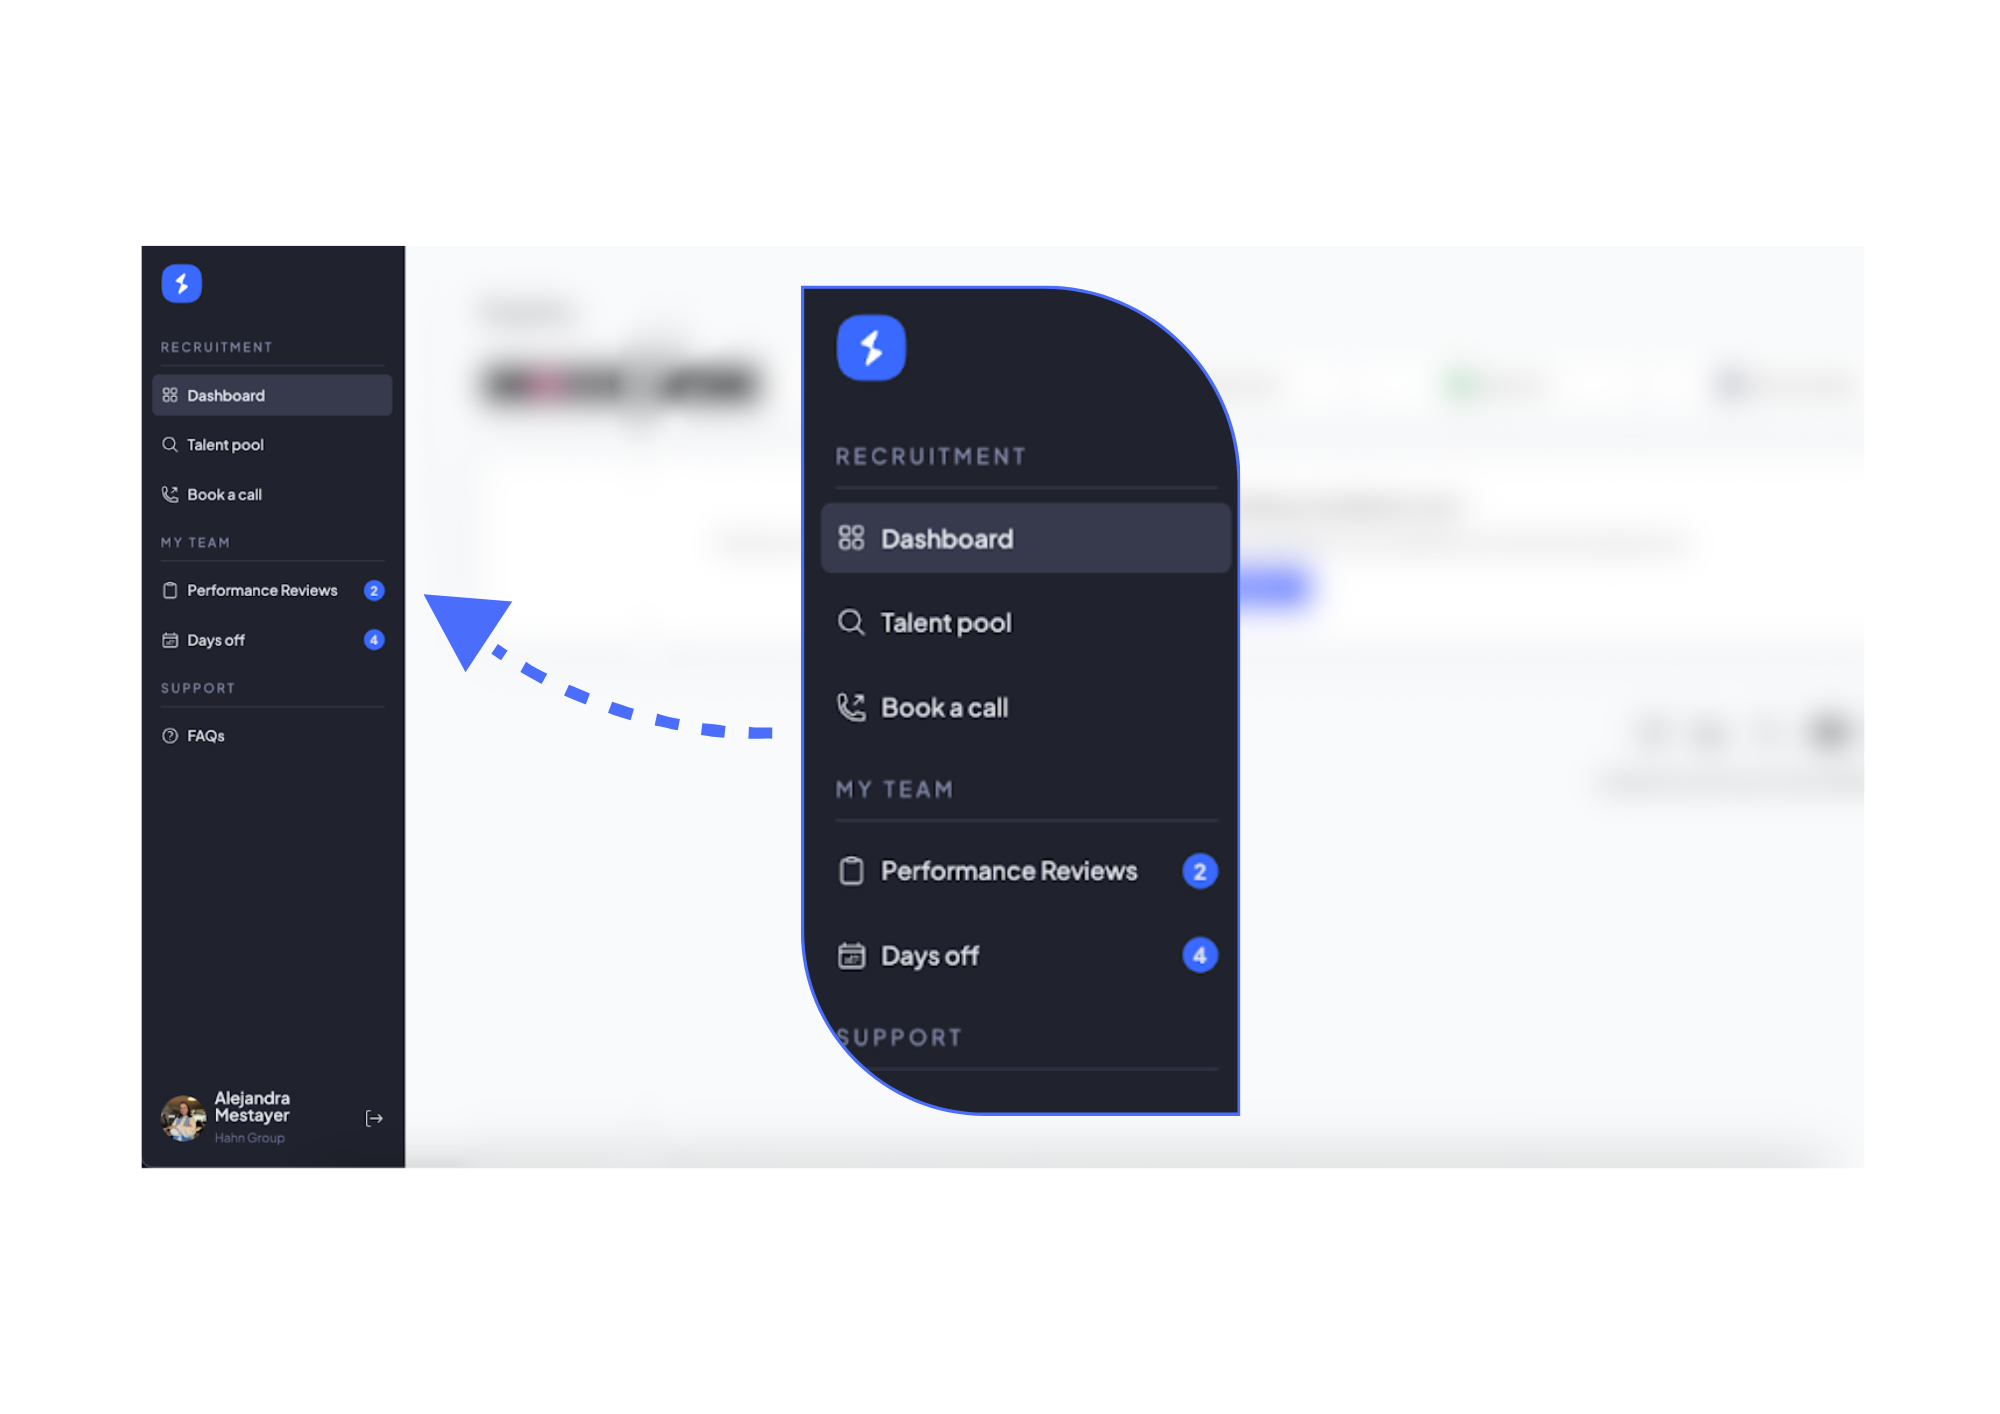 RECRUITMENT
Dashboard
Talent pool
Book a call
MY TEAM
Performance Reviews 2
Days off 4
SUPPORT
FAQs
Alejandra
Mestayer
Hahn Group
RECRUITMENT
Dashboard
Talent pool
Book a call
MY TEAM
Performance Reviews 2
Days off 4
SUPPORT